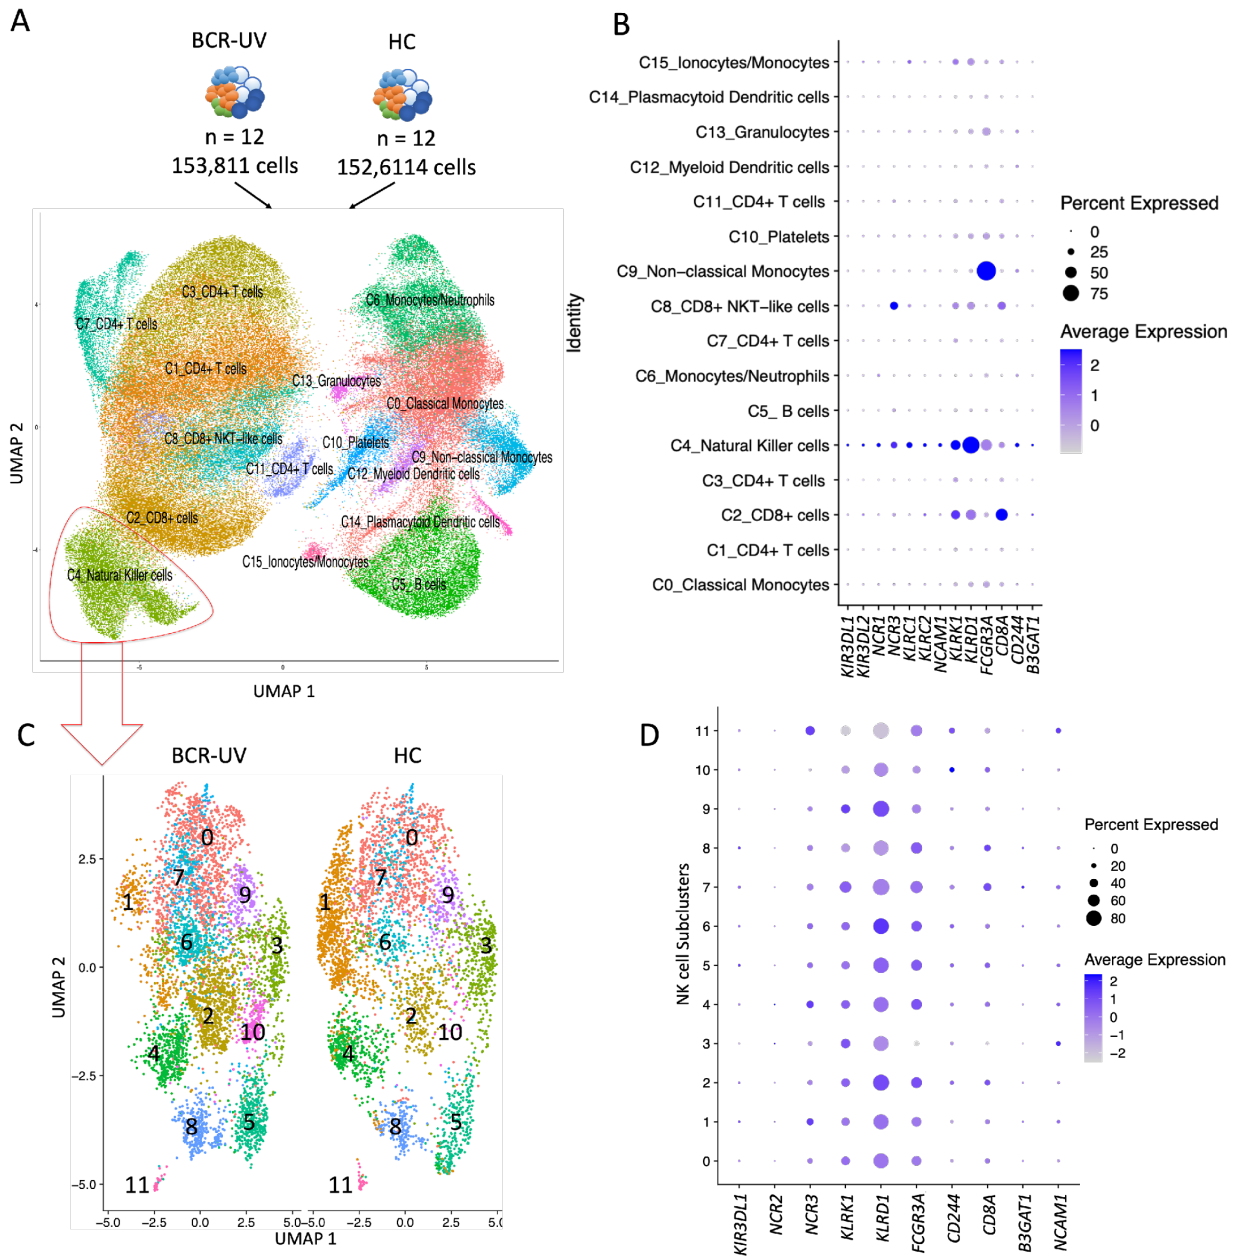 A
BCR-UV
HC
n = 12
n = 12
153,811 cells
152,6114 cells
C3_CD4+ T cells
C6_Monocytes/Neutrophils
C7_CD4+ T cells
C1_CD4+ T cells
C13_Granulocytes
C0_Classical Monocytes
C8_CD8+ NKT−like cells
C10_Platelets
C9_Non−classical Monocytes
C11_CD4+ T cells
C12_Myeloid Dendritic cells
C2_CD8+ cells
C14_Plasmacytoid Dendritic cells
C15_Ionocytes/Monocytes
C4_Natural Killer cells
C5_ B cells
4
0
-4
-5
0
5
UMAP 2
UMAP 1
B
Identity
C15_Ionocytes/Monocytes
C14_Plasmacytoid Dendritic cells
C13_Granulocytes
C12_Myeloid Dendritic cells
C11_CD4+ T cells
C10_Platelets
C9_Non−classical Monocytes
C8_CD8+ NKT−like cells
C7_CD4+ T cells
C6_Monocytes/Neutrophils
C5_ B cells
C4_Natural Killer cells
C3_CD4+ T cells
C2_CD8+ cells
C1_CD4+ T cells
C0_Classical Monocytes
KIR3DL1
KIR3DL2
NCR1
NCR3
KLRC1
KLRC2
NCAM1
KLRK1
KLRD1
FCGR3A
CD8A
CD244
B3GAT1
Percent Expressed
0
25
50
75
Average Expression
2
1
0
C
BCR-UV
HC
0
7
1
9
6
3
2
10
4
8
5
11
0
7
1
9
6
3
2
10
4
8
5
11
2.5
0.0
−2.5
−5.0
−5.0
−2.5
0.0
2.5
5.0
−5.0
−2.5
0.0
2.5
5.0
UMAP 2
UMAP 1
D
NK cell Subclusters
11
10
9
8
7
6
5
4
3
2
1
0
KIR3DL1
NCR2
NCR3
KLRK1
KLRD1
FCGR3A
CD244
CD8A
B3GAT1
NCAM1
Percent Expressed
0
20
40
60
80
Average Expression
2
1
0
−1
−2